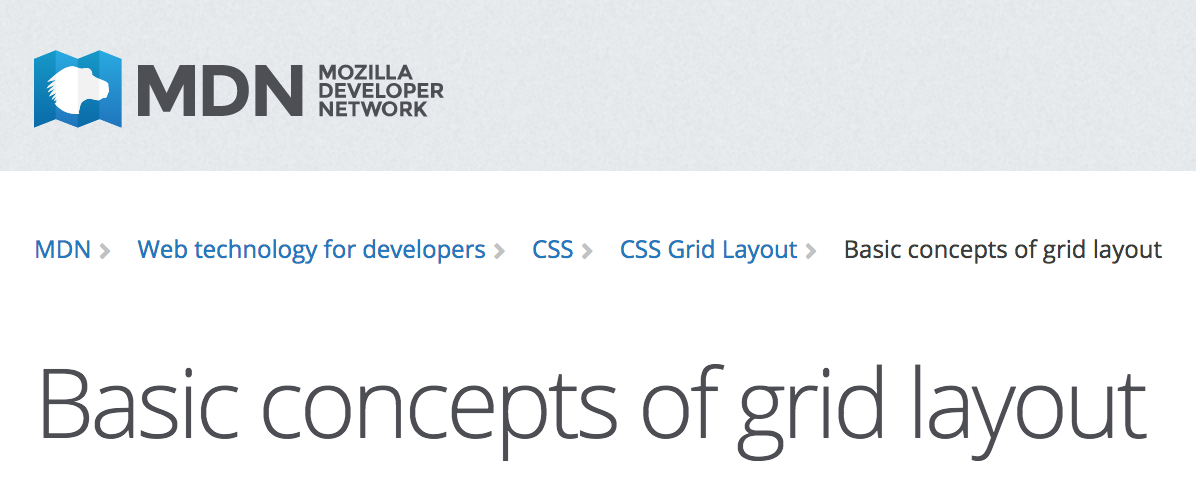 MDN MOZILLA
DEVELOPER
NETWORK
MDN Web technology for developers CSS CSS Grid Layout Basic concepts of grid layout
Basic concepts of grid layout